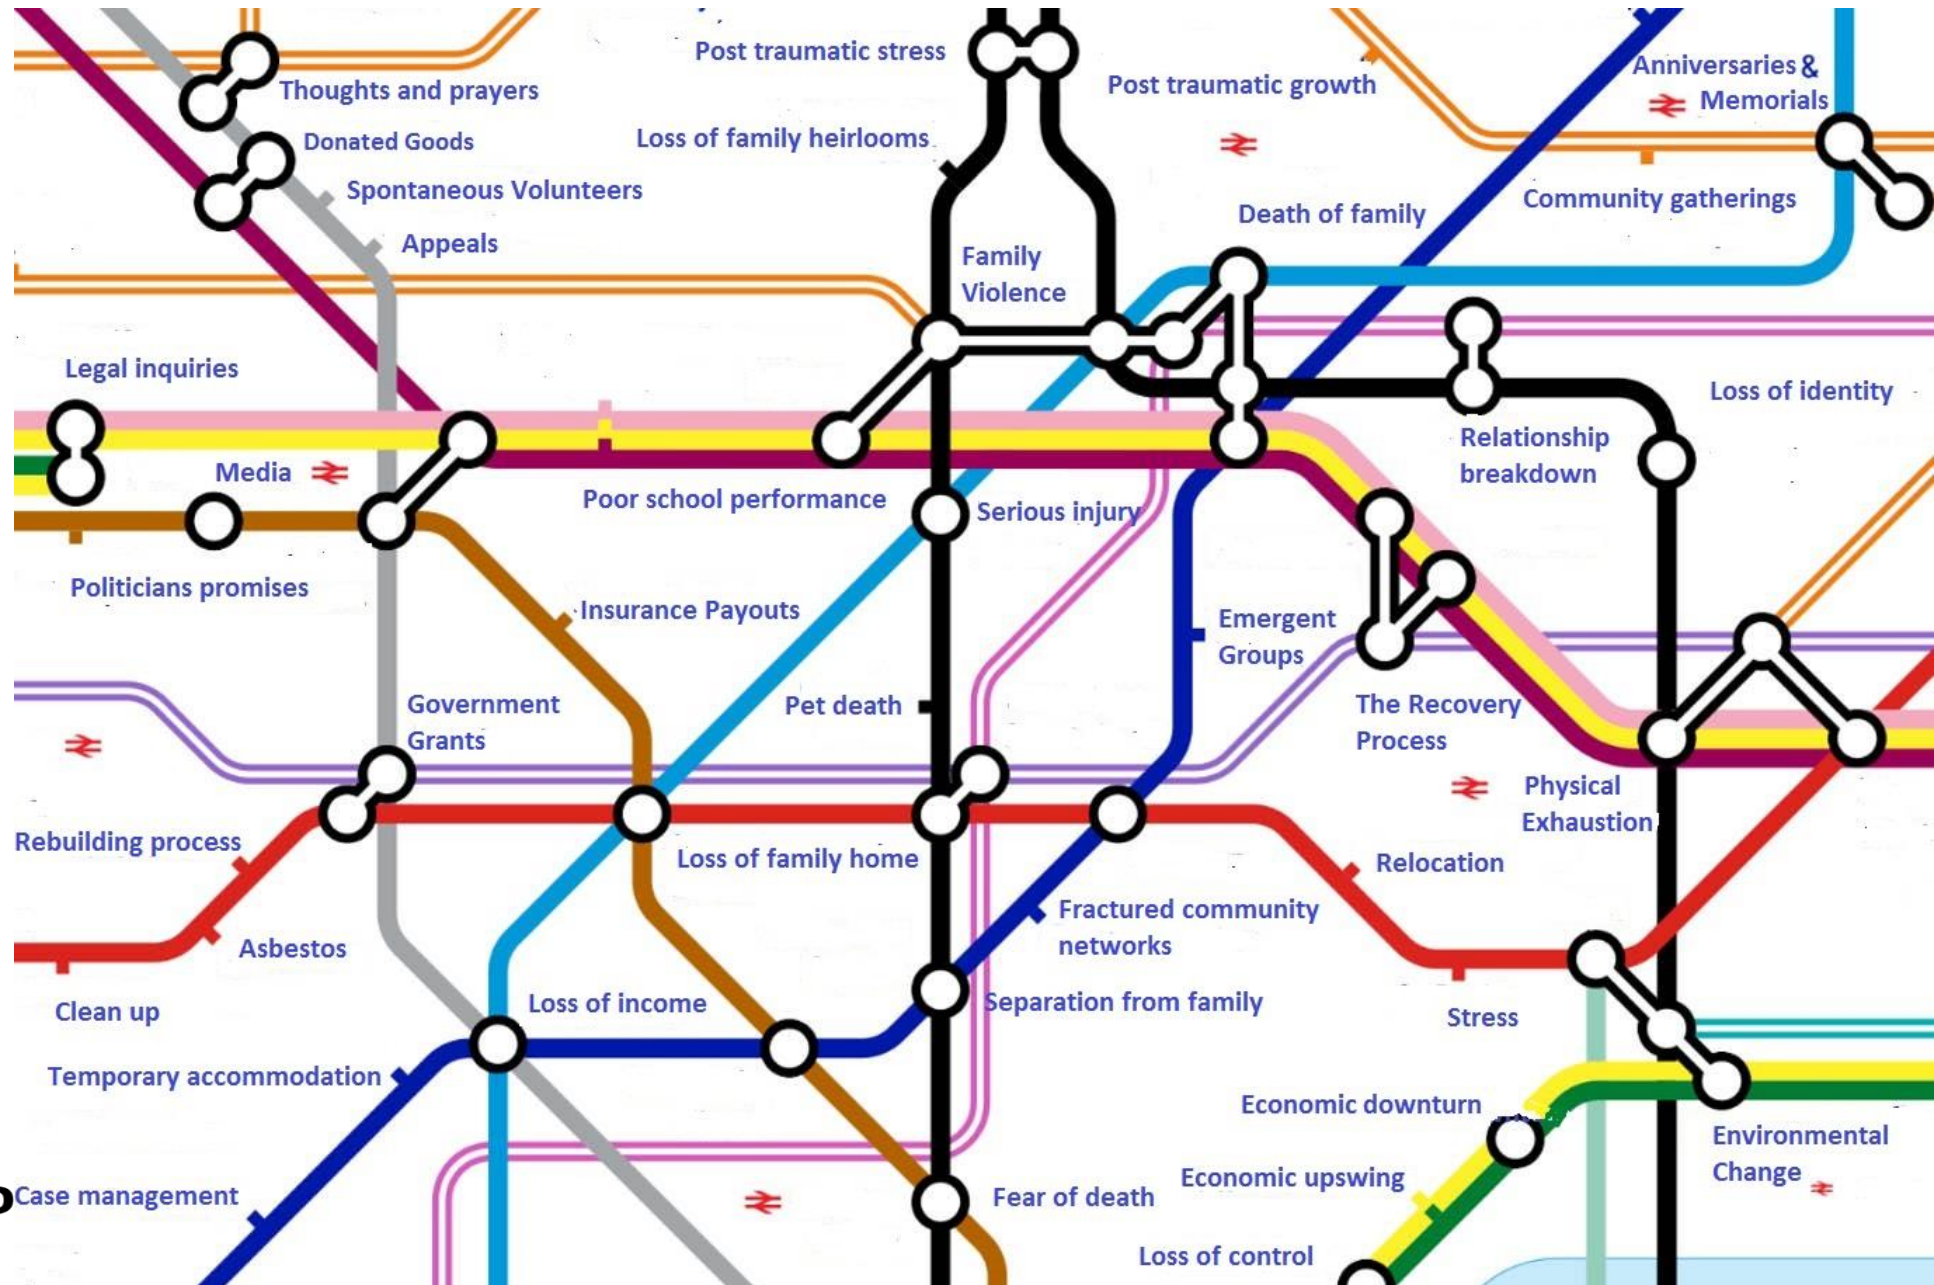 Post traumatic stress
Anniversaries &
Memorials
Post traumatic growth
Thoughts and prayers
Donated Goods
Loss of family heirlooms
Spontaneous Volunteers
Community gatherings
Death of family
Appeals
Family
Violence
Legal inquiries
Loss of identity
Relationship
breakdown
Media
Poor school performance
Serious injury
Politicians promises
Insurance Payouts
Emergent
Groups
Government
Grants
Pet death
The Recovery
Process
Physical
Exhaustion
Rebuilding process
Loss of family home
Relocation
Fractured community
networks
Asbestos
Clean up
Loss of income
Separation from family
Stress
Temporary accommodation
Economic downturn
Environmental
Change
Economic upswing
Case management
Fear of death
Loss of control